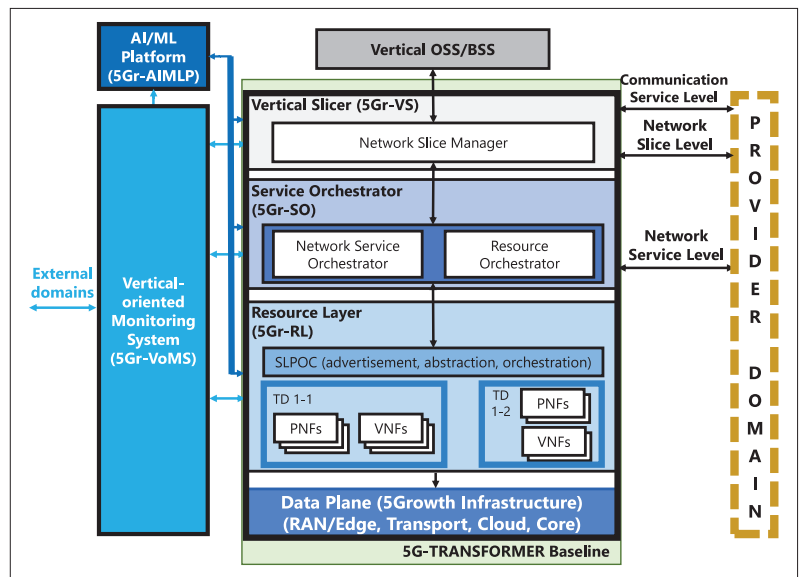 AI/ML
Platform
(5Gr-AIMLP)
Vertical OSS/BSS
Vertical Slicer (5Gr-VS)
Network Slice Manager
Communication
Service Level
Network
Slice Level
Service Orchestrator
(5Gr-SO)
Network Service
Orchestrator
Resource
Orchestrator
Network
Service Level
External
domains
Vertical-
oriented
Monitoring
System
(5Gr-VoMS)
Resource Layer
(5Gr-RL)
SLPOC (advertisement, abstraction, orchestration)
TD 1-1
PNFs
VNFs
TD
1-2
PNFs
VNFs
Data Plane (5Growth Infrastructure)
(RAN/Edge, Transport, Cloud, Core)
5G-TRANSFORMER Baseline
PROVIDER DOMAIN